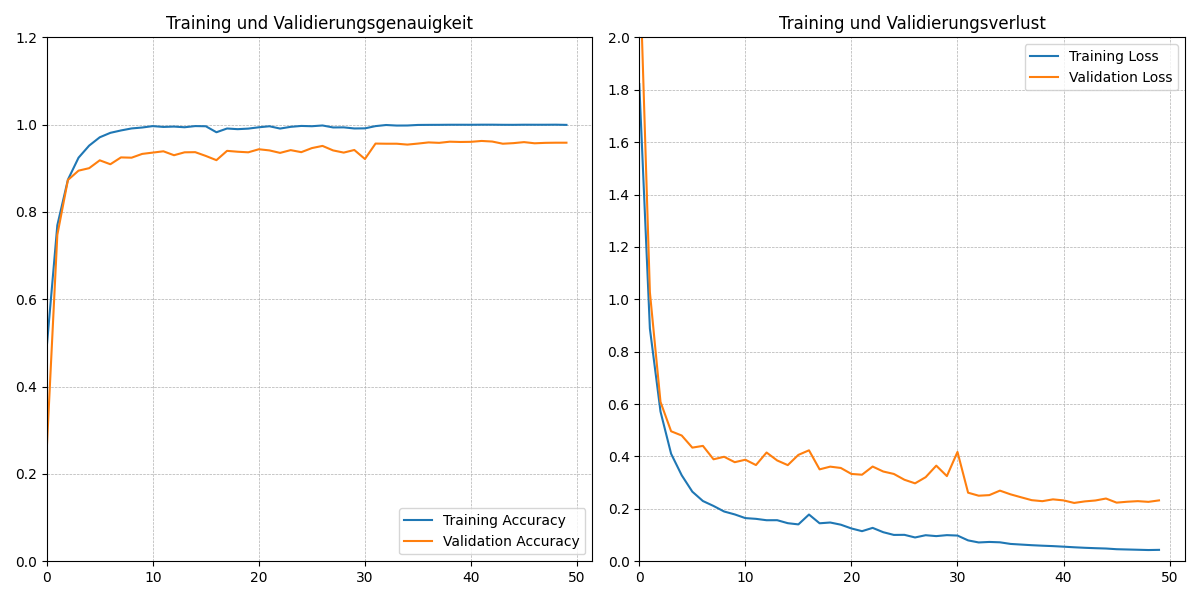 Training und Validierungsgenauigkeit
1.2
1.0
0.8
0.6
0.4
0.2
0.0
0 10 20 30 40 50
Training Accuracy
Validation Accuracy
Training und Validierungsverlust
2.0
1.8
1.6
1.4
1.2
1.0
0.8
0.6
0.4
0.2
0.0
0 10 20 30 40 50
Training Loss
Validation Loss